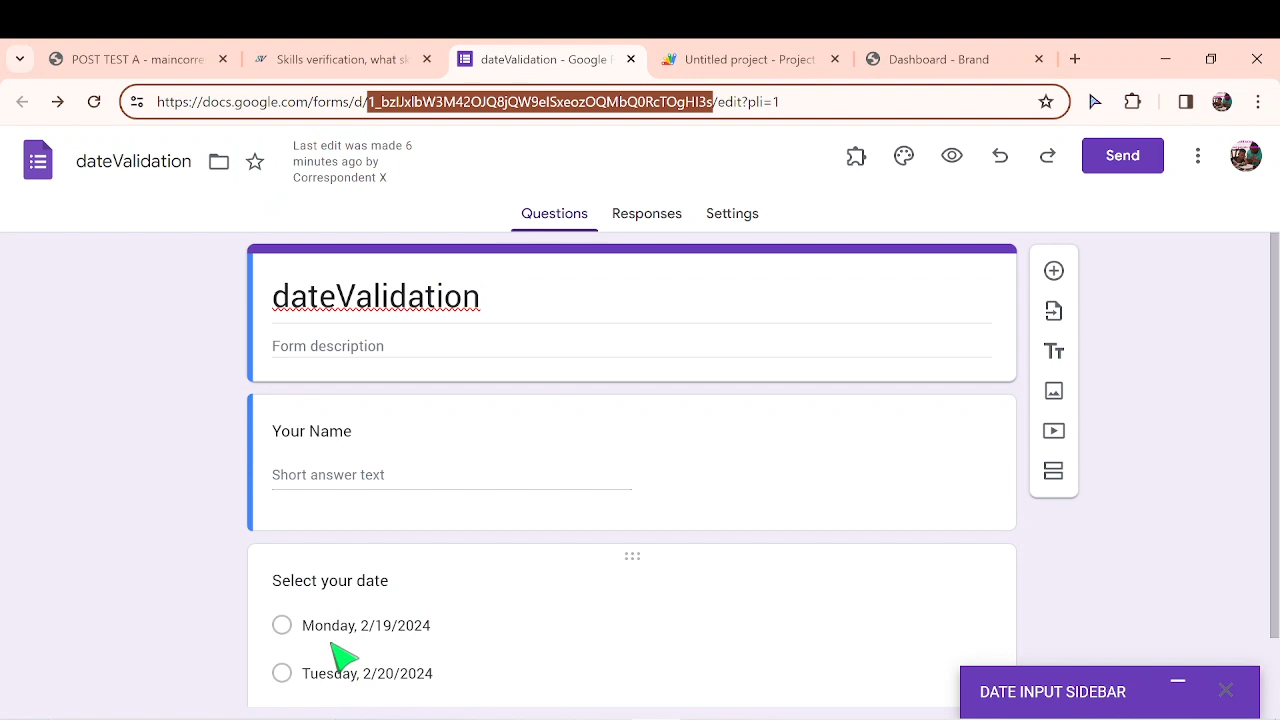 POST TEST A - maincoffre
Skills verification, what sk
dateValidation - Google F
Untitled project - Project
Dashboard - Brand
https://docs.google.com/forms/d/1_bzlJxlbW3M42OJQ8jQW9elSxeozOQMbQ0RcTOgHI3s/edit?pli=1
dateValidation
Last edit was made 6
minutes ago by
Correspondent X
Send
Questions
Responses
Settings
dateValidation
Form description
Your Name
Short answer text
Select your date
Monday, 2/19/2024
Tuesday, 2/20/2024
DATE INPUT SIDEBAR